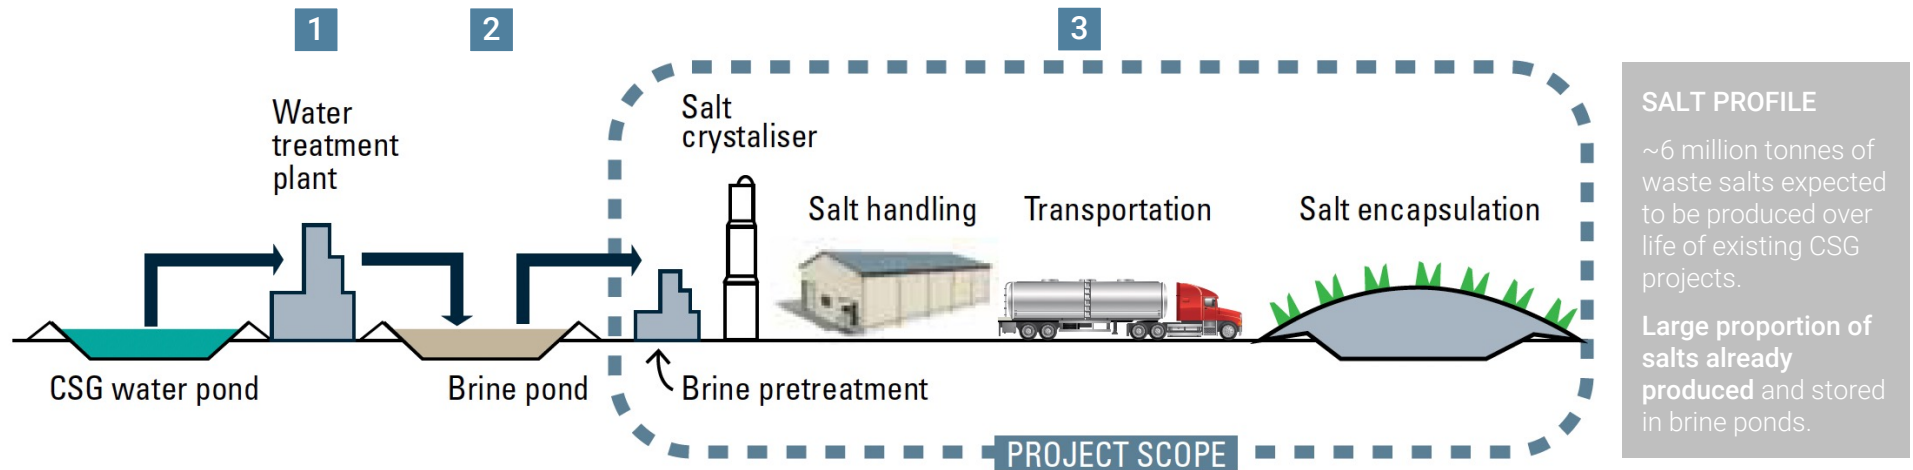 1
2
3
Water
treatment
plant
Salt
crystaliser
Salt handling
Transportation
Salt encapsulation
CSG water pond
Brine pond
Brine pretreatment
PROJECT SCOPE
SALT PROFILE
~6 million tonnes of
waste salts expected
to be produced over
life of existing CSG
projects.
Large proportion of
salts already
produced and stored
in brine ponds.